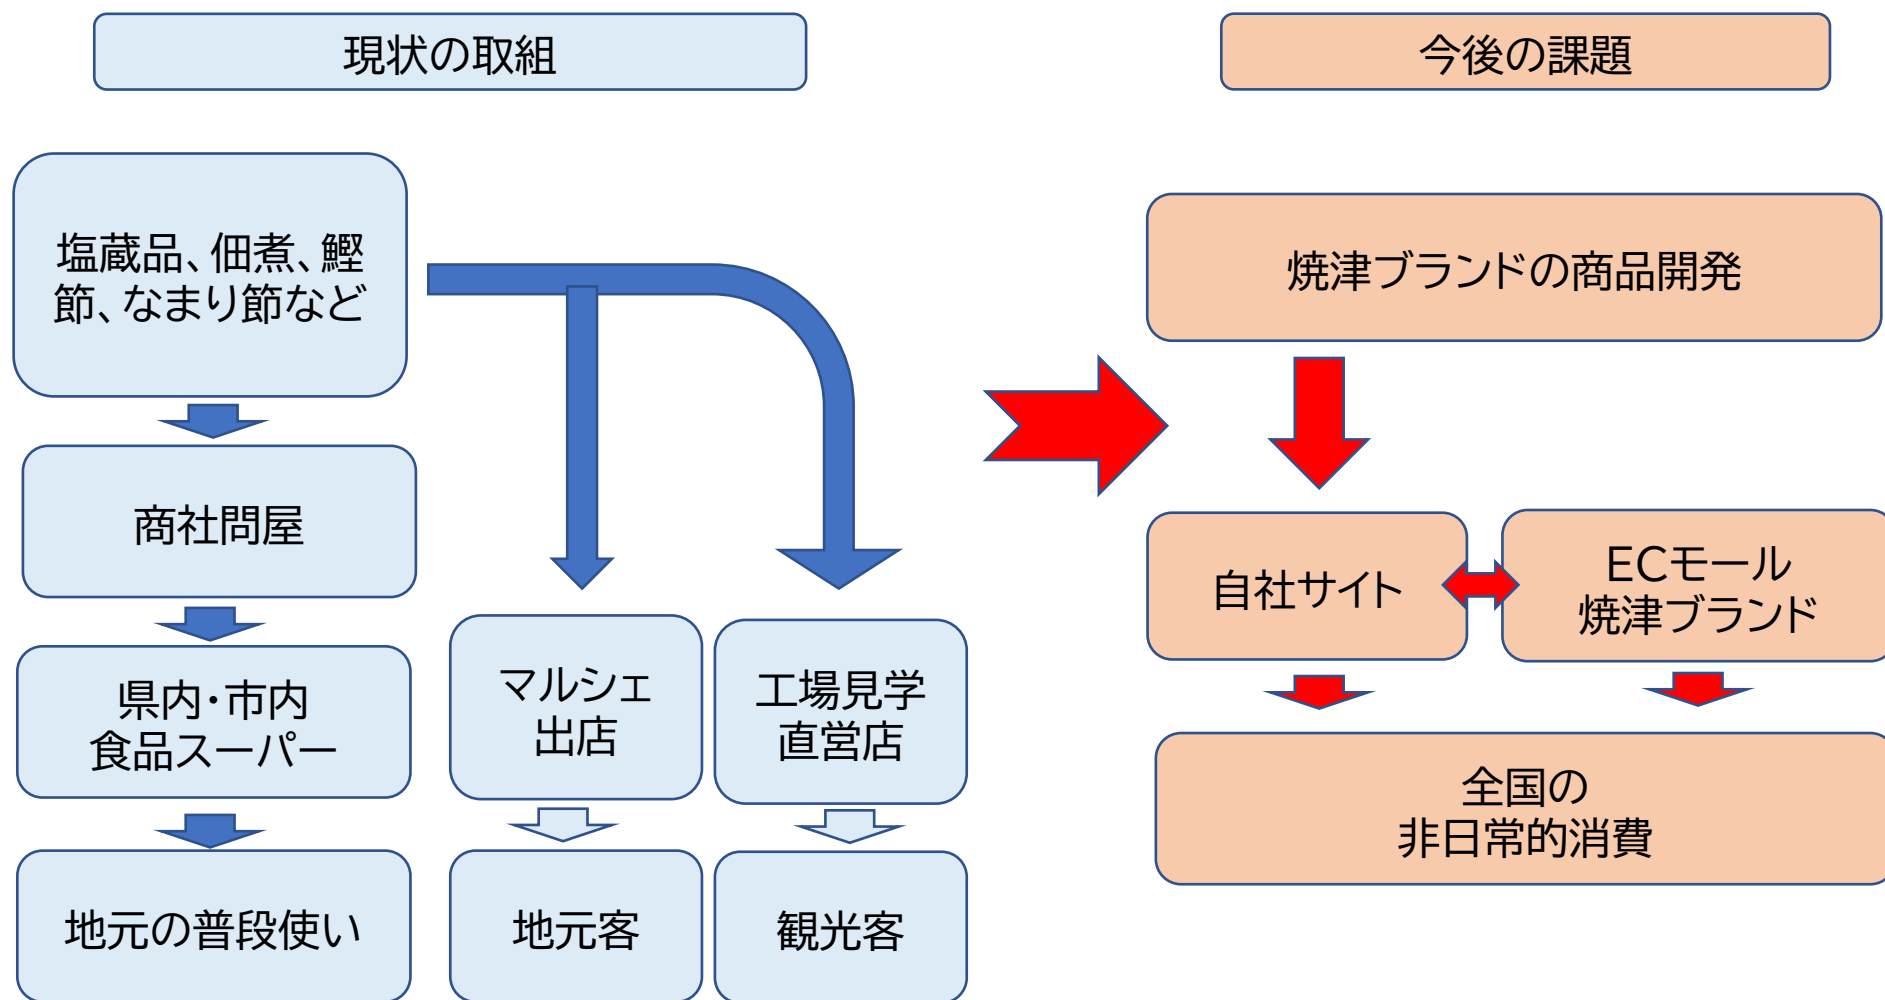 現状の取組
今後の課題
塩蔵品、佃煮、鰹
節、なまり節など
商社問屋
県内・市内
食品スーパー
地元の普段使い
マルシェ
出店
地元客
工場見学
直営店
観光客
焼津ブランドの商品開発
自社サイト
ECモール
焼津ブランド
全国の
非日常的消費